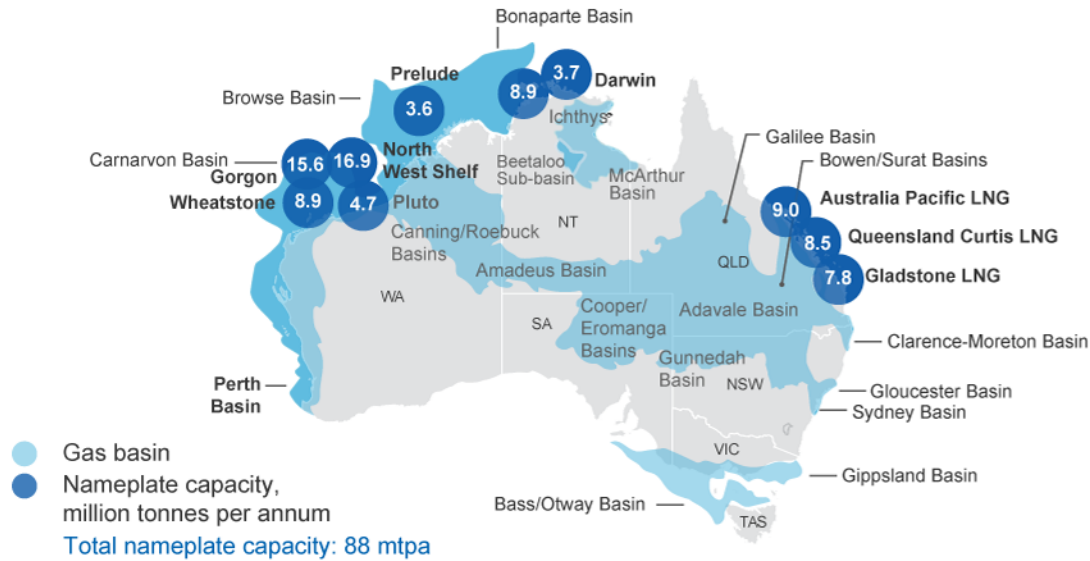 Bonaparte Basin
Prelude
3.7
Darwin
8.9
Browse Basin
3.6
Ichthys
Galilee Basin
Carnarvon Basin
15.6
16.9
North
West Shelf
Gorgon
Beetaloo
Sub-basin
McArthur
Basin
Bowen/Surat Basins
Wheatstone
8.9
4.7
Pluto
9.0
Australia Pacific LNG
NT
Canning/Roebuck
Basins
8.5
Queensland Curtis LNG
Amadeus Basin
QLD
7.8
Gladstone LNG
WA
SA
Cooper/
Eromanga
Basins
Adavale Basin
Clarence-Moreton Basin
Gunnedah
Basin
NSW
Perth
Basin
Gloucester Basin
Sydney Basin
VIC
Gippsland Basin
Bass/Otway Basin
TAS
Gas basin
Nameplate capacity,
million tonnes per annum
Total nameplate capacity: 88 mtpa